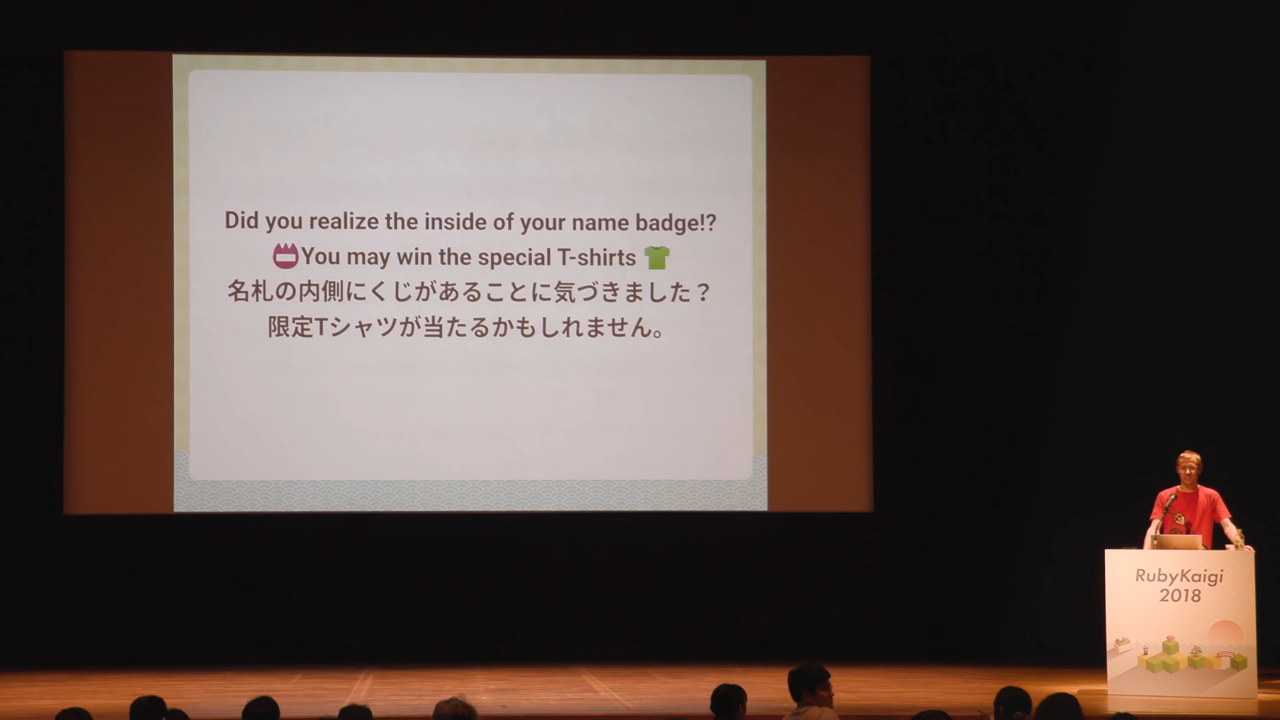 Did you realize the inside of your name badge!?
📛You may win the special T-shirts 👕
名札の内側にくじがあることに気づきました？
限定Tシャツが当たるかもしれません。
RubyKaigi
2018